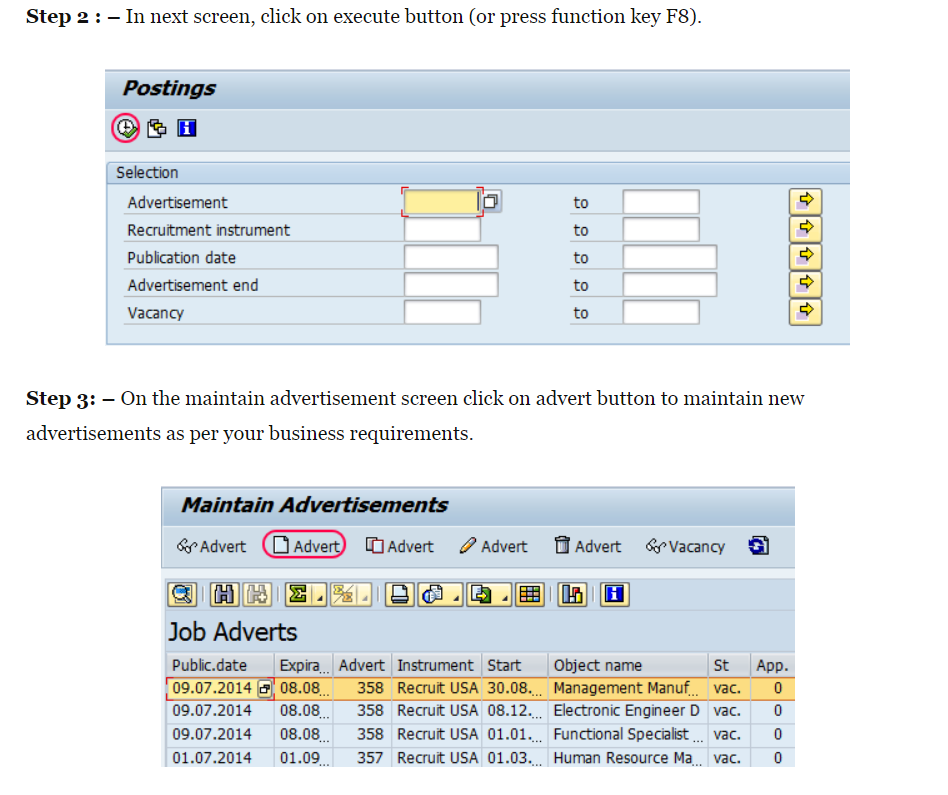 Step 2 : – In next screen, click on execute button (or press function key F8).
Postings
Selection
Advertisement to
Recruitment instrument to
Publication date to
Advertisement end to
Vacancy to
Step 3: – On the maintain advertisement screen click on advert button to maintain new
advertisements as per your business requirements.
Maintain Advertisements
Advert Advert Advert Advert Advert Vacancy
Job Adverts
Public.date Expira... Advert Instrument Start Object name St App.
09.07.2014 08.08... 358 Recruit USA 30.08.... Management Manuf... vac. 0
09.07.2014 08.08... 358 Recruit USA 08.12.... Electronic Engineer D vac. 0
09.07.2014 08.08... 358 Recruit USA 01.01.... Functional Specialist ... vac. 0
01.07.2014 01.09... 357 Recruit USA 01.03.... Human Resource Ma... vac. 0